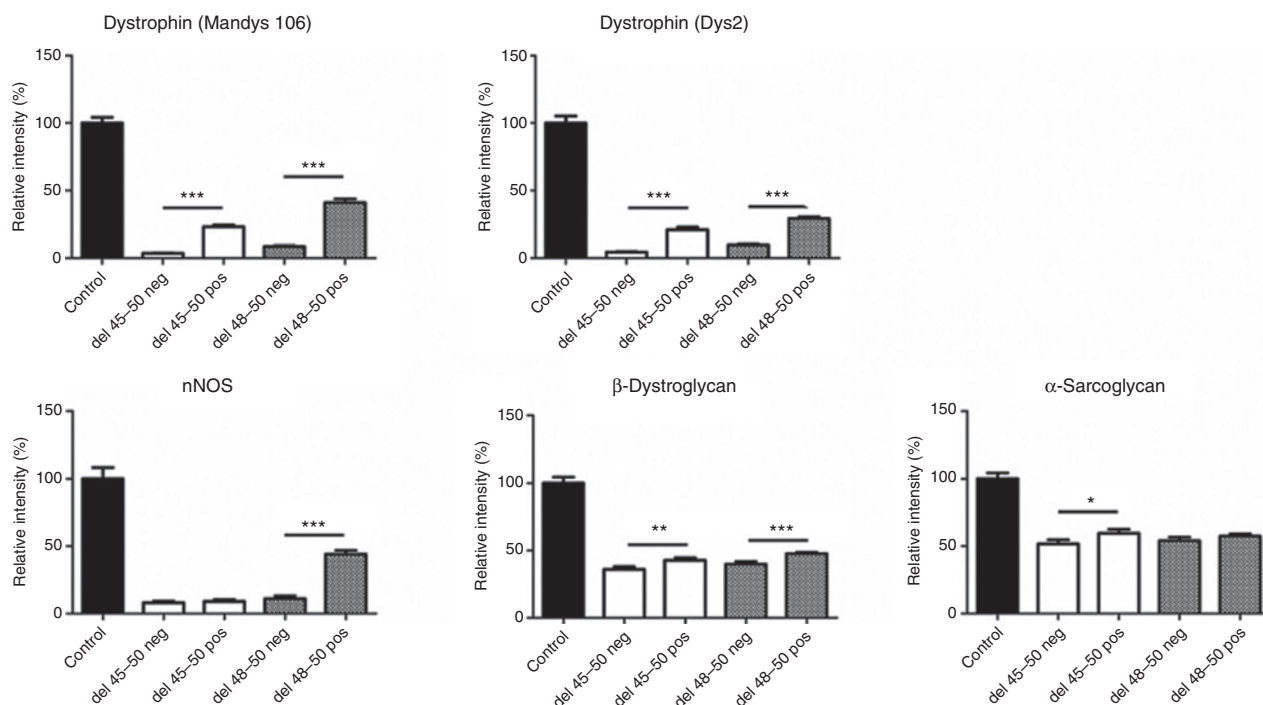 Dystrophin (Mandys 106)
Relative intensity (%)
150
100
50
0
***
***
Control
del 45–50 neg
del 45–50 pos
del 48–50 neg
del 48–50 pos
Dystrophin (Dys2)
Relative intensity (%)
150
100
50
0
***
***
Control
del 45–50 neg
del 45–50 pos
del 48–50 neg
del 48–50 pos
nNOS
Relative intensity (%)
150
100
50
0
***
Control
del 45–50 neg
del 45–50 pos
del 48–50 neg
del 48–50 pos
β-Dystroglycan
Relative intensity (%)
150
100
50
0
**
***
Control
del 45–50 neg
del 45–50 pos
del 48–50 neg
del 48–50 pos
α-Sarcoglycan
Relative intensity (%)
150
100
50
0
*
Control
del 45–50 neg
del 45–50 pos
del 48–50 neg
del 48–50 pos